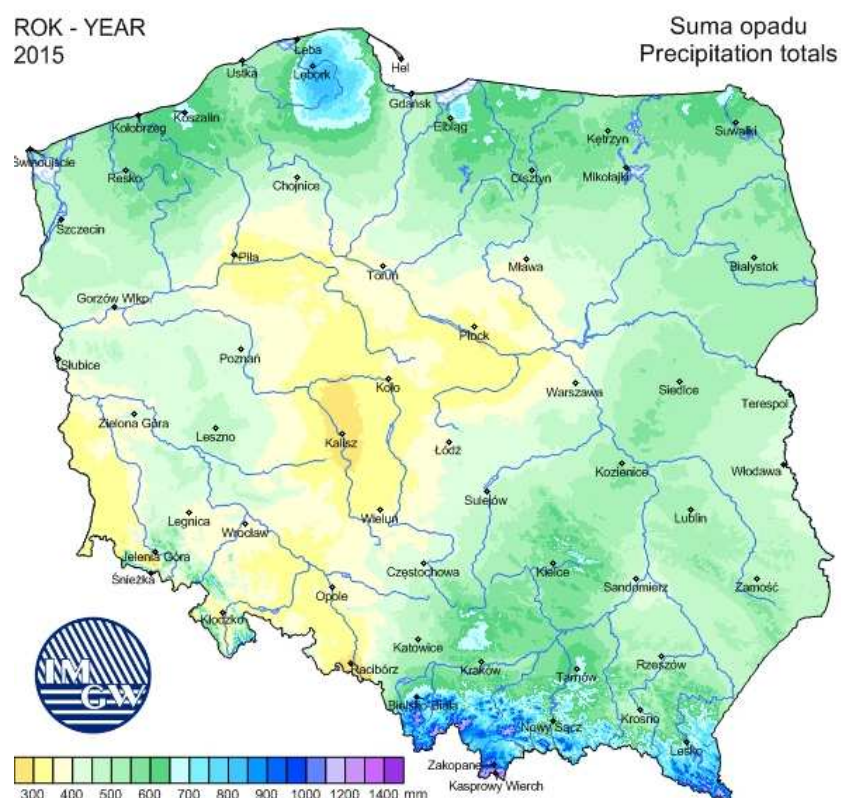 ROK - YEAR
2015
Suma opadu
Precipitation totals
Łeba
Ustka
Lębork
Hel
Gdańsk
Koszalin
Kołobrzeg
Elbląg
Suwałki
Kętrzyn
Świnoujście
Resko
Chojnice
Olsztyn
Mikołajki
Szczecin
Piła
Toruń
Mława
Białystok
Gorzów Wlkp.
Płock
Słubice
Poznań
Koło
Warszawa
Siedlce
Terespol
Zielona Góra
Leszno
Kalisz
Łódź
Kozienice
Włodawa
Sulejów
Legnica
Wrocław
Wieluń
Lublin
Jelenia Góra
Śnieżka
Częstochowa
Kielce
Sandomierz
Zamość
Opole
Kłodzko
Katowice
Kraków
Tarnów
Rzeszów
Racibórz
Bielsko-Biała
Nowy Sącz
Krosno
Lesko
IM
GW
Zakopane
Kasprowy Wierch
300 400 500 600 700 800 900 1000 1200 1400 mm